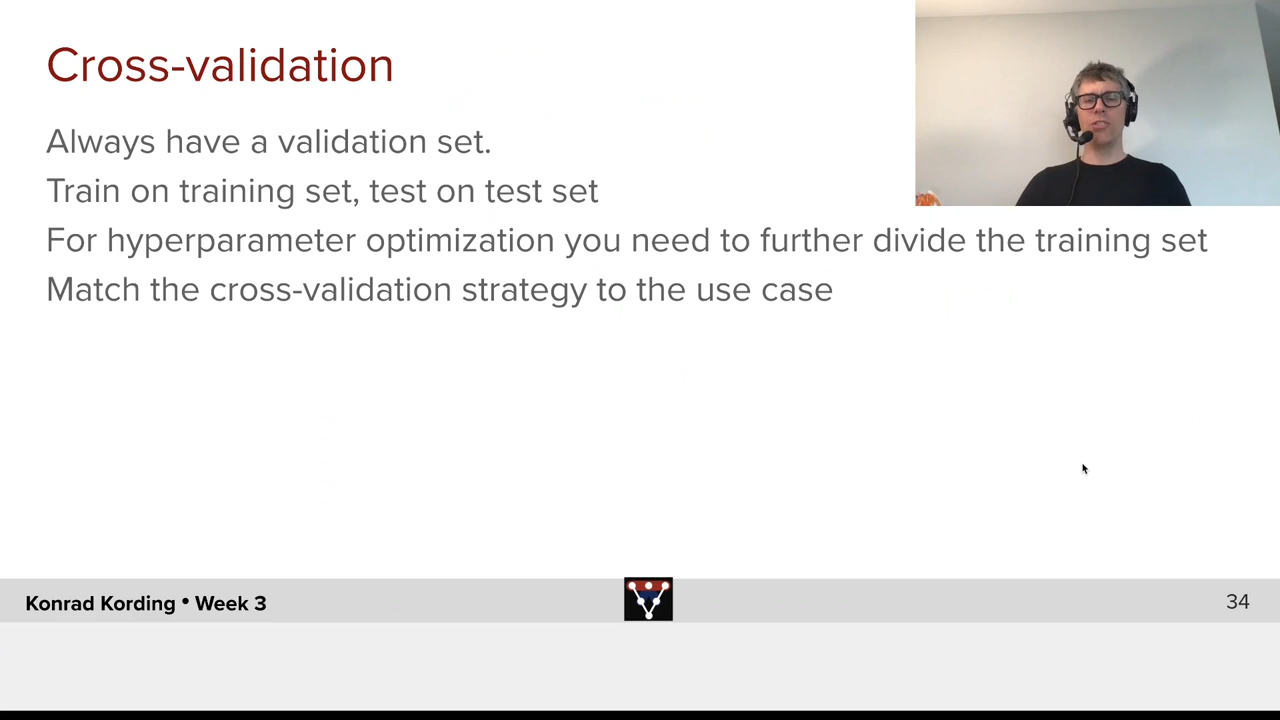 Cross-validation
Always have a validation set.
Train on training set, test on test set
For hyperparameter optimization you need to further divide the training set
Match the cross-validation strategy to the use case
Konrad Kording • Week 3
34